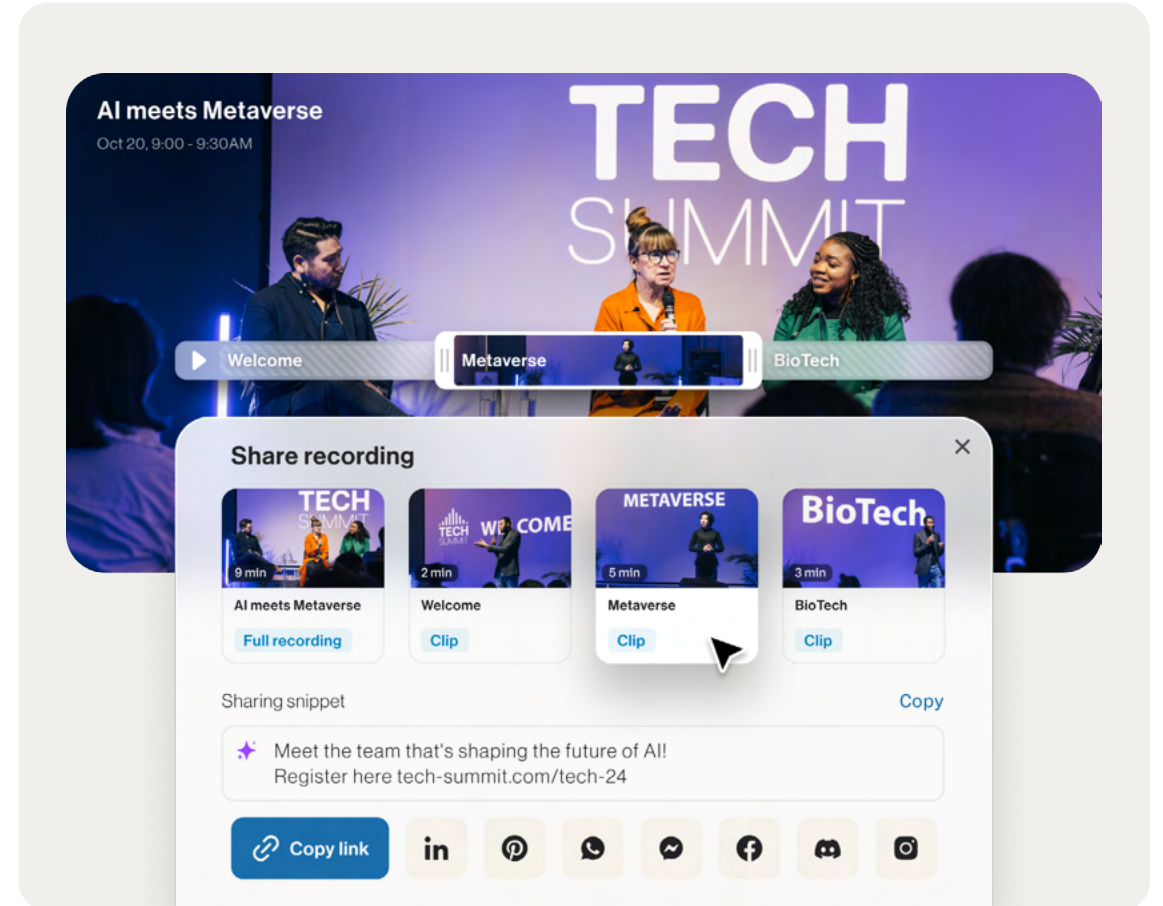 AI meets Metaverse
Oct 20, 9:00 - 9:30AM
TECH
SUMMIT
Welcome
Metaverse
BioTech
Share recording
TECH
SUMMIT
9 min
AI meets Metaverse
Full recording
TECH
SUMMIT
WELCOME
2 min
Welcome
Clip
METAVERSE
5 min
Metaverse
Clip
BioTech
3 min
BioTech
Clip
Sharing snippet
Copy
Meet the team that's shaping the future of AI!
Register here tech-summit.com/tech-24
Copy link
in